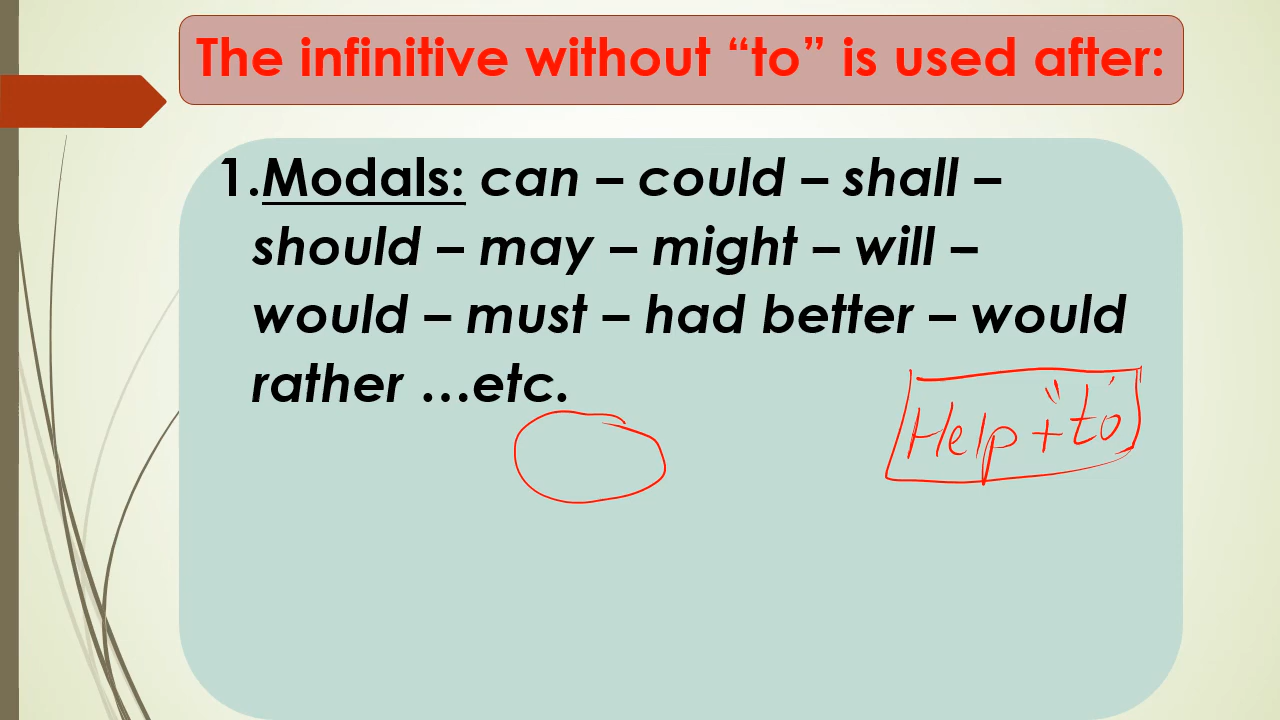 The infinitive without “to” is used after:
1.Modals: can – could – shall –
should – may – might – will –
would – must – had better – would
rather …etc.
Help + "to"